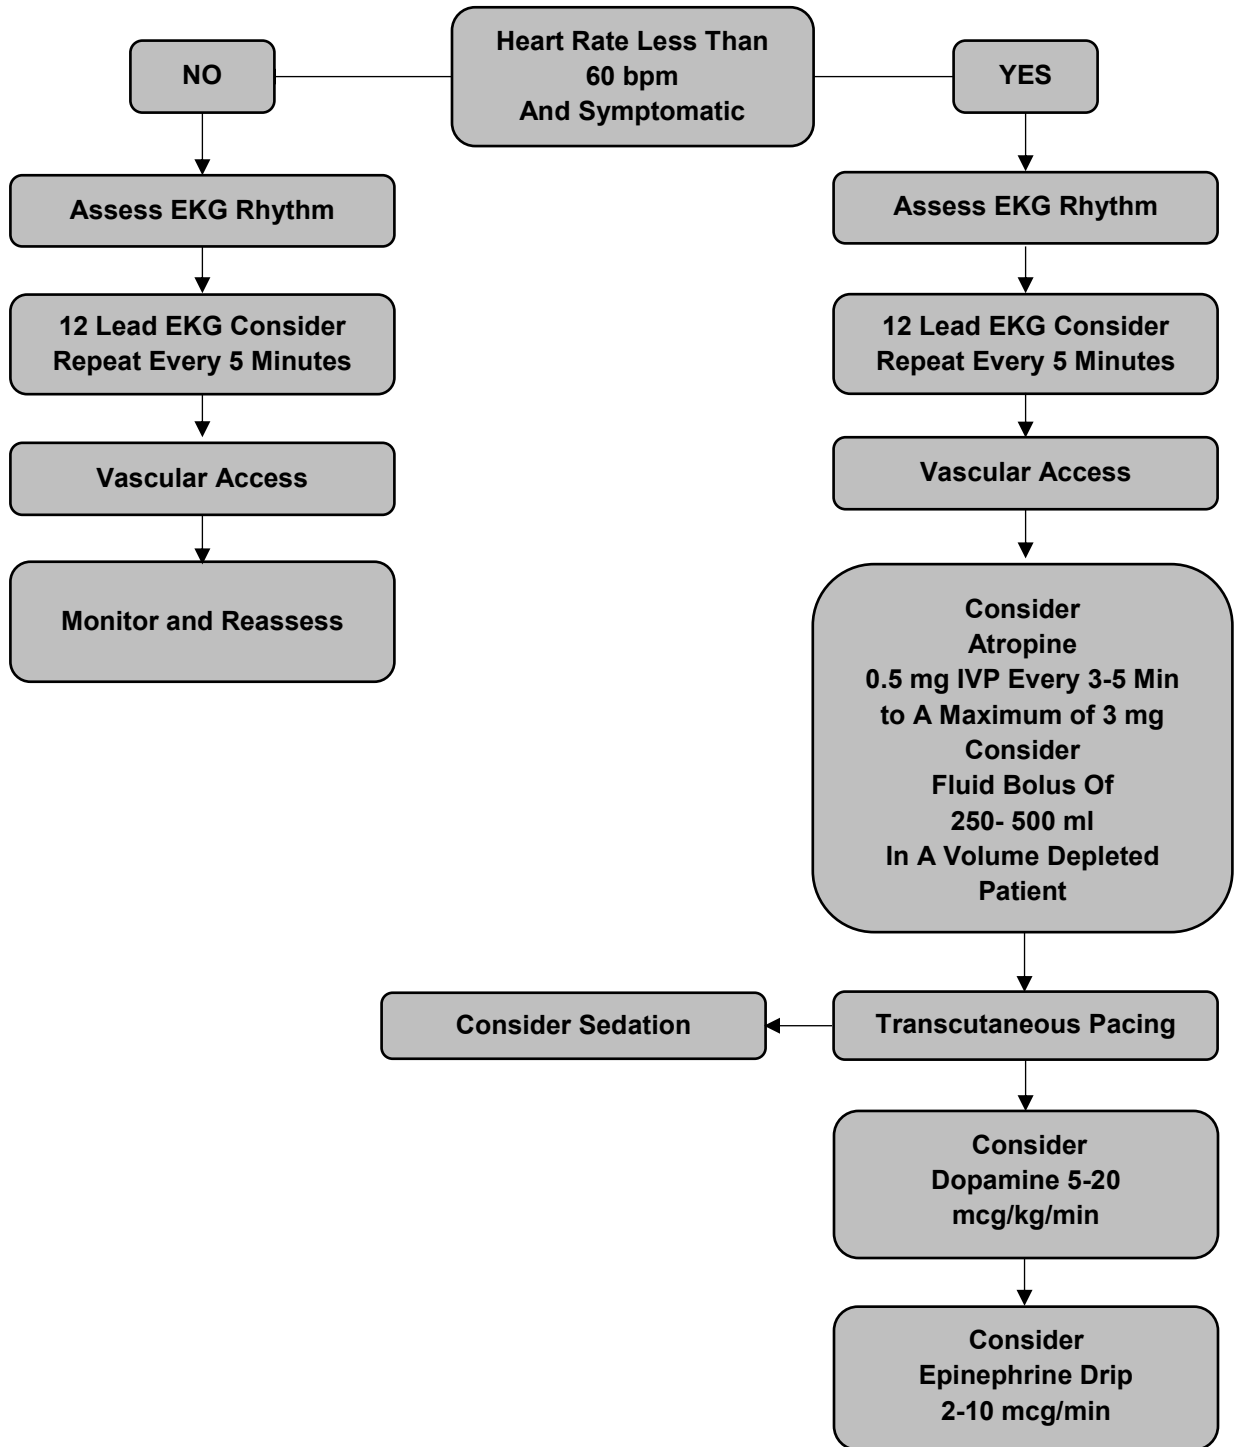 Heart Rate Less Than
60 bpm
And Symptomatic
NO
YES
Assess EKG Rhythm
12 Lead EKG Consider
Repeat Every 5 Minutes
Vascular Access
Monitor and Reassess
Assess EKG Rhythm
12 Lead EKG Consider
Repeat Every 5 Minutes
Vascular Access
Consider
Atropine
0.5 mg IVP Every 3-5 Min
to A Maximum of 3 mg
Consider
Fluid Bolus Of
250- 500 ml
In A Volume Depleted
Patient
Transcutaneous Pacing
Consider Sedation
Consider
Dopamine 5-20
mcg/kg/min
Consider
Epinephrine Drip
2-10 mcg/min